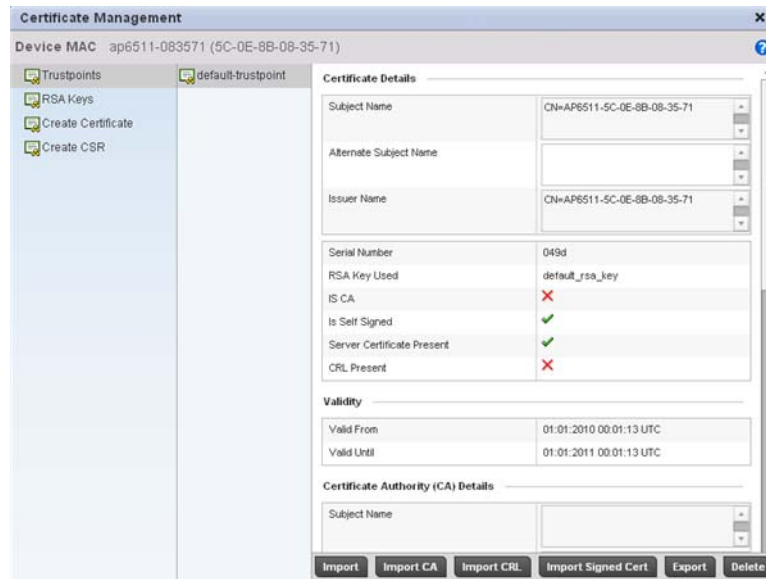 Certificate Management
Device MAC ap6511-083571 (5C-0E-8B-08-35-71)
Trustpoints
RSA Keys
Create Certificate
Create CSR
default-trustpoint
Certificate Details
Subject Name CN=AP6511-5C-0E-8B-08-35-71
Alternate Subject Name
Issuer Name CN=AP6511-5C-0E-8B-08-35-71
Serial Number 049d
RSA Key Used default_rsa_key
IS CA
Is Self Signed
Server Certificate Present
CRL Present
Validity
Valid From 01:01:2010 00:01:13 UTC
Valid Until 01:01:2011 00:01:13 UTC
Certificate Authority (CA) Details
Subject Name
Import Import CA Import CRL Import Signed Cert Export Delete